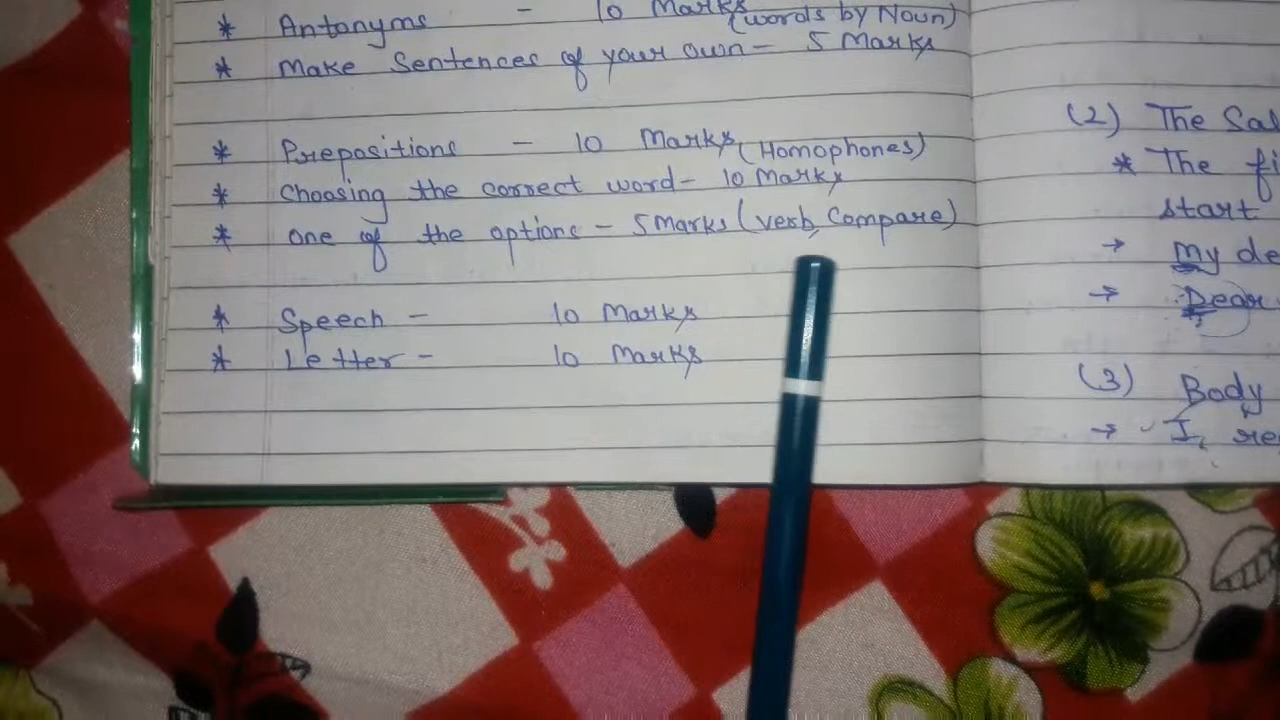 * Antonyms - 10 Marks
(words by Noun)
* Make Sentences of your own - 5 Marks
* Prepositions - 10 Marks
(Homophones)
* Choosing the correct word - 10 Marks
* One of the options - 5 Marks (verb, Compare)
* Speech - 10 Marks
* Letter - 10 Marks
(2) The Sal
* The fi
start
→ My de
→ Dear
(3) Body
→ I, re